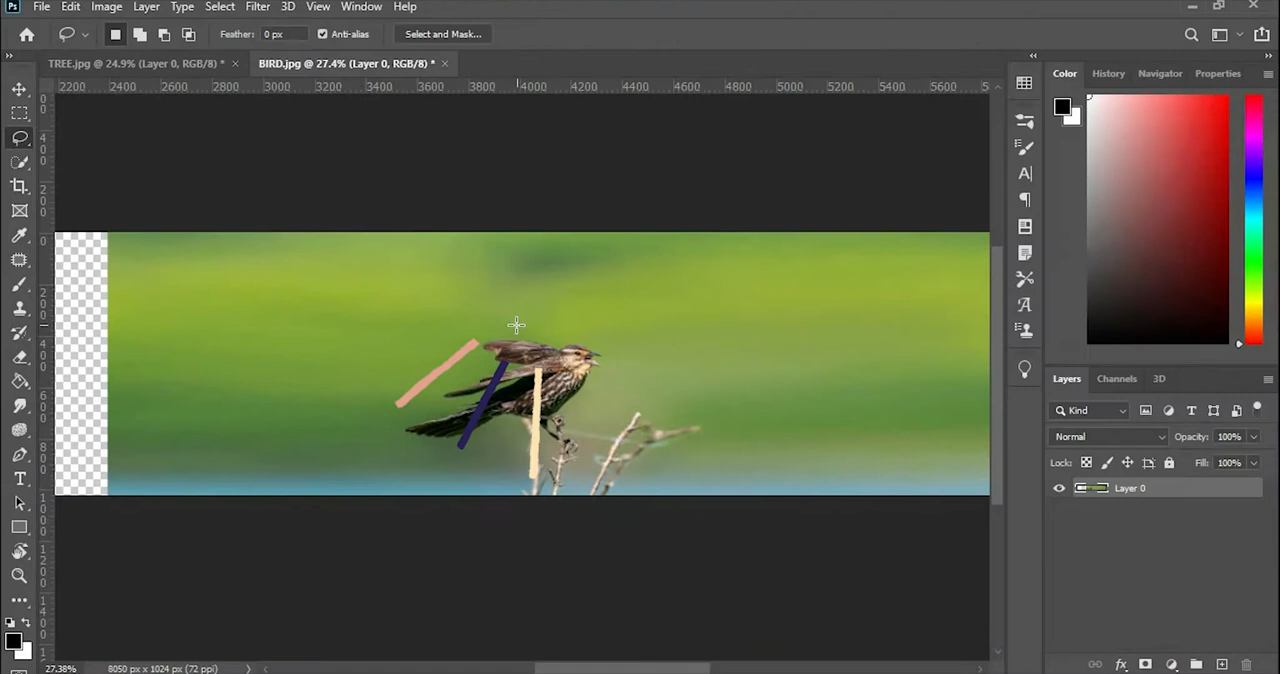 Ps File Edit Image Layer Type Select Filter 3D View Window Help
Feather: 0 px Anti-alias Select and Mask...
TREE.jpg @ 24.9% (Layer 0, RGB/8) * × BIRD.jpg @ 27.4% (Layer 0, RGB/8) * ×
2200 2400 2600 2800 3000 3200 3400 3600 3800 4000 4200 4400 4600 4800 5000 5200 5400 5600
Color History Navigator Properties
Layers Channels 3D
Kind
Normal Opacity: 100%
Lock: Fill: 100%
Layer 0
27.38% 8050 px x 1024 px (72 ppi)